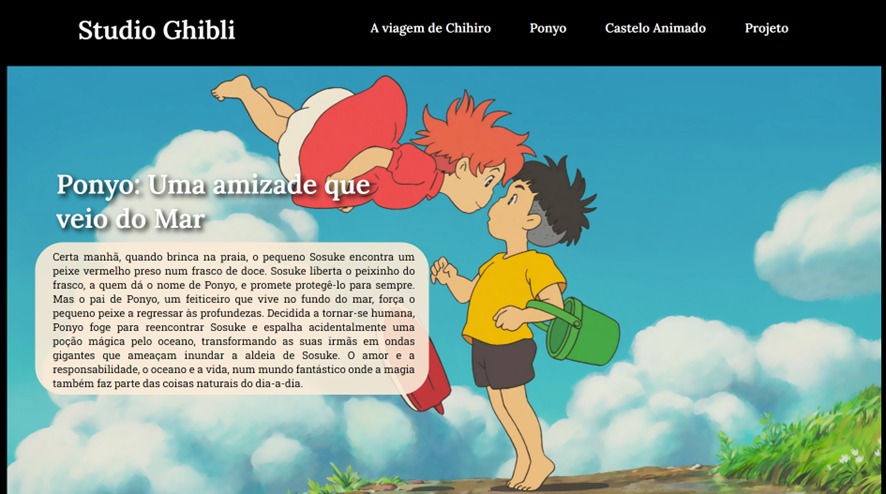 Studio Ghibli
A viagem de Chihiro Ponyo Castelo Animado Projeto
Ponyo: Uma amizade que
veio do Mar
Certa manhã, quando brinca na praia, o pequeno Sosuke encontra um
peixe vermelho preso num frasco de doce. Sosuke liberta o peixinho do
frasco, a quem dá o nome de Ponyo, e promete protegê-lo para sempre.
Mas o pai de Ponyo, um feiticeiro que vive no fundo do mar, força o
pequeno peixe a regressar às profundezas. Decidida a tornar-se humana,
Ponyo foge para reencontrar Sosuke e espalha acidentalmente uma
poção mágica pelo oceano, transformando as suas irmãs em ondas
gigantes que ameaçam inundar a aldeia de Sosuke. O amor e a
responsabilidade, o oceano e a vida, num mundo fantástico onde a magia
também faz parte das coisas naturais do dia-a-dia.